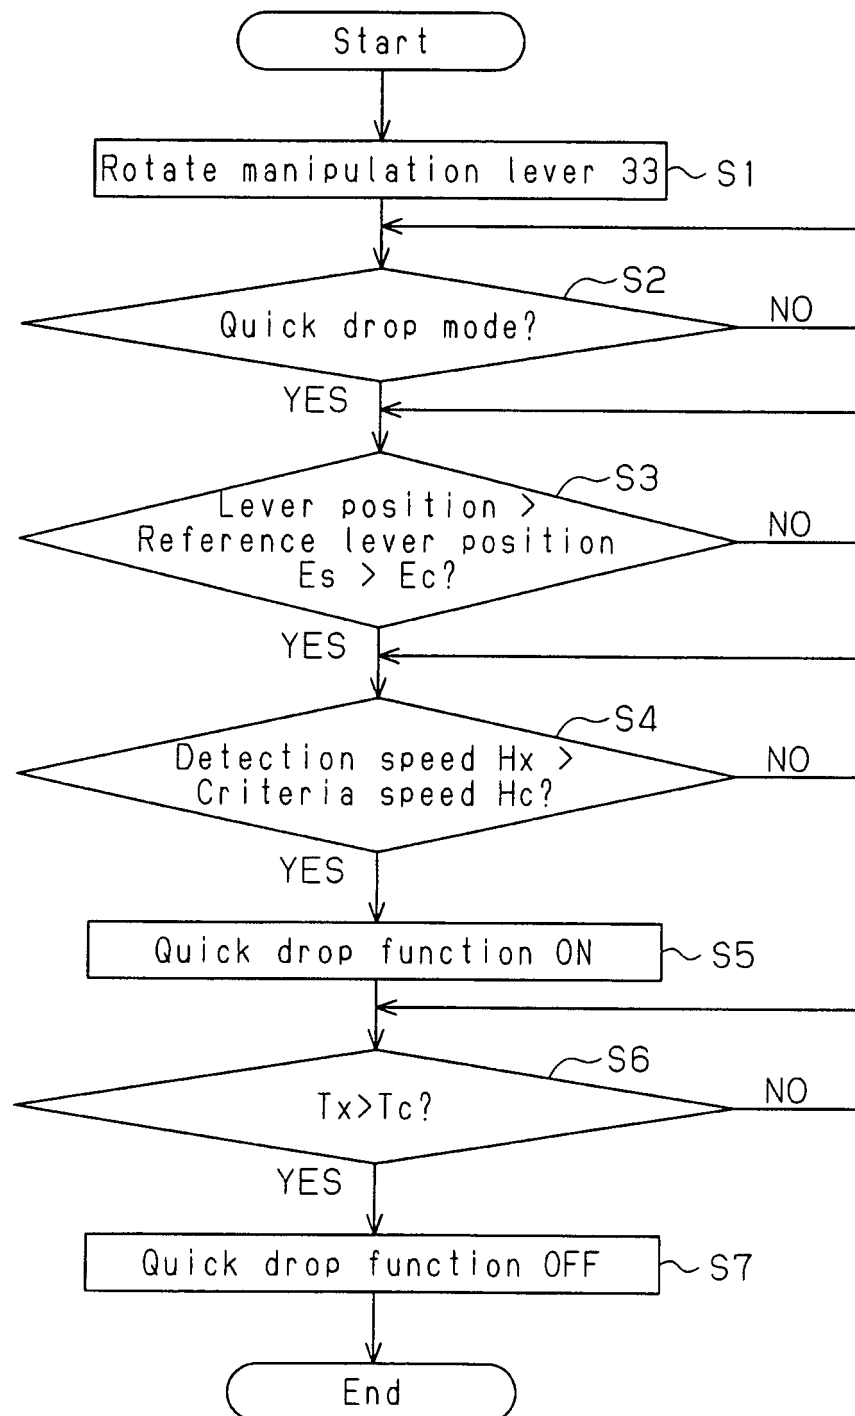 Start
Rotate manipulation lever 33
S1
S2
Quick drop mode?
NO
YES
S3
Lever position >
Reference lever position
Es > Ec?
NO
YES
S4
Detection speed Hx >
Criteria speed Hc?
NO
YES
Quick drop function ON
S5
S6
Tx>Tc?
NO
YES
Quick drop function OFF
S7
End